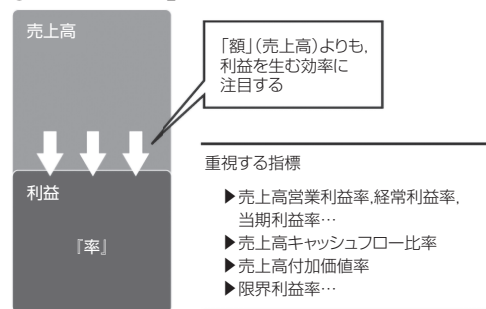 売上高
「額」(売上高)よりも,
利益を生む効率に
注目する
利益
『率』
重視する指標
▶売上高営業利益率,経常利益率,
当期利益率…
▶売上高キャッシュフロー比率
▶売上高付加価値率
▶限界利益率…